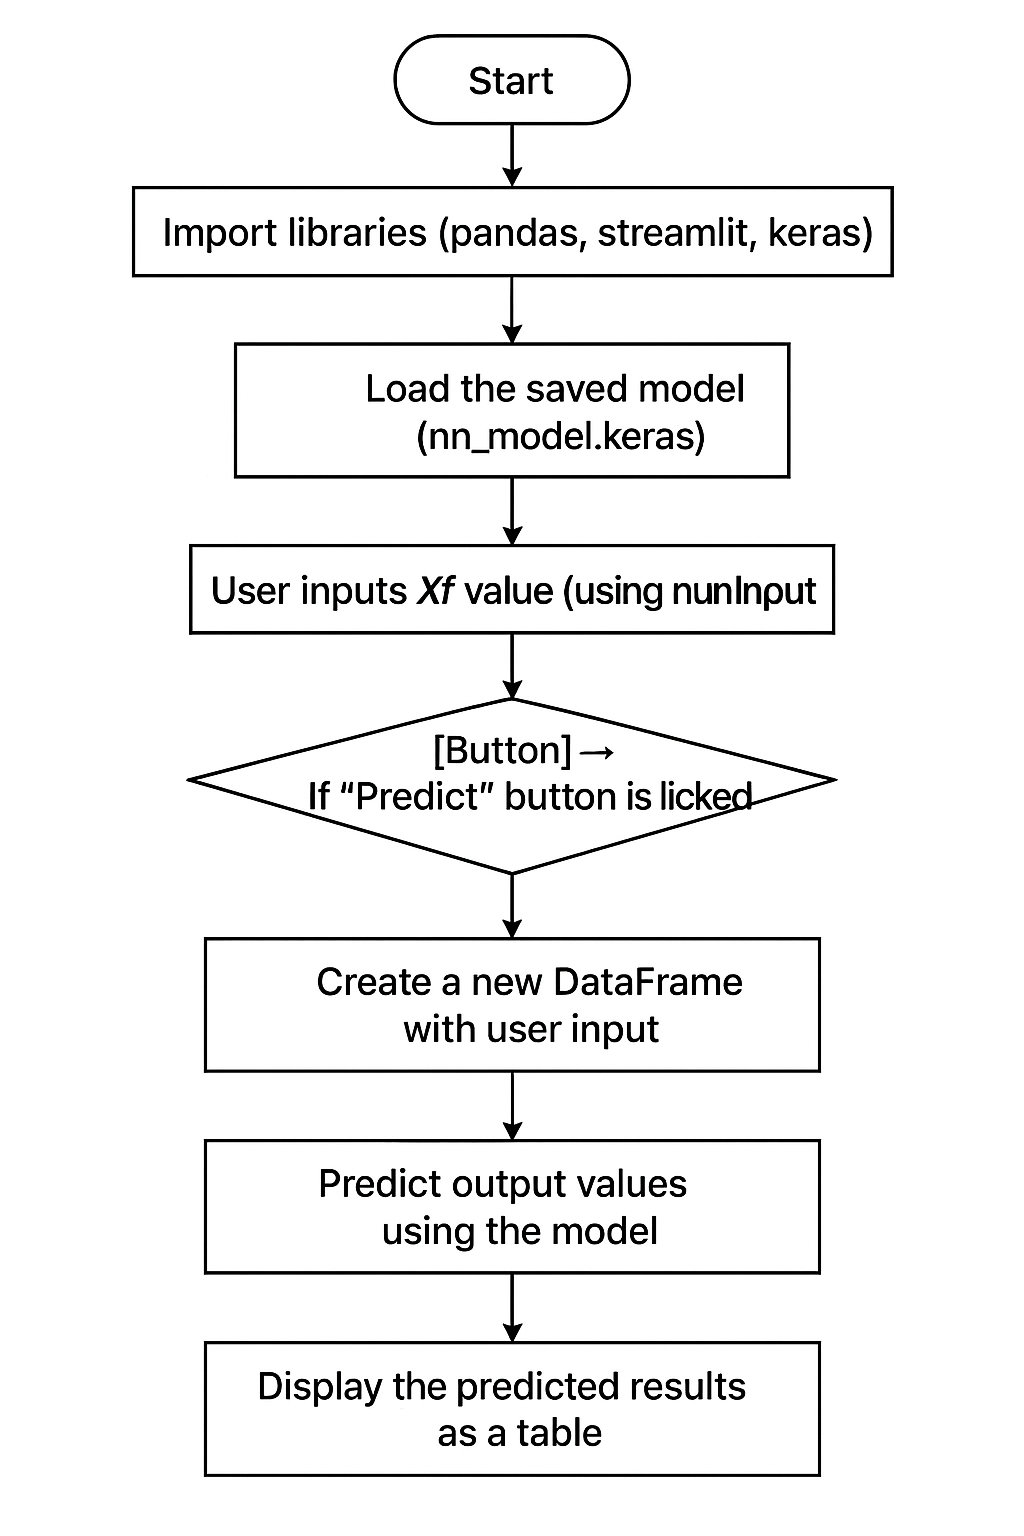 Start
Import libraries (pandas, streamlit, keras)
Load the saved model
(nn_model.keras)
User inputs Xf value (using nunInput
[Button] →
If “Predict” button is licked
Create a new DataFrame
with user input
Predict output values
using the model
Display the predicted results
as a table